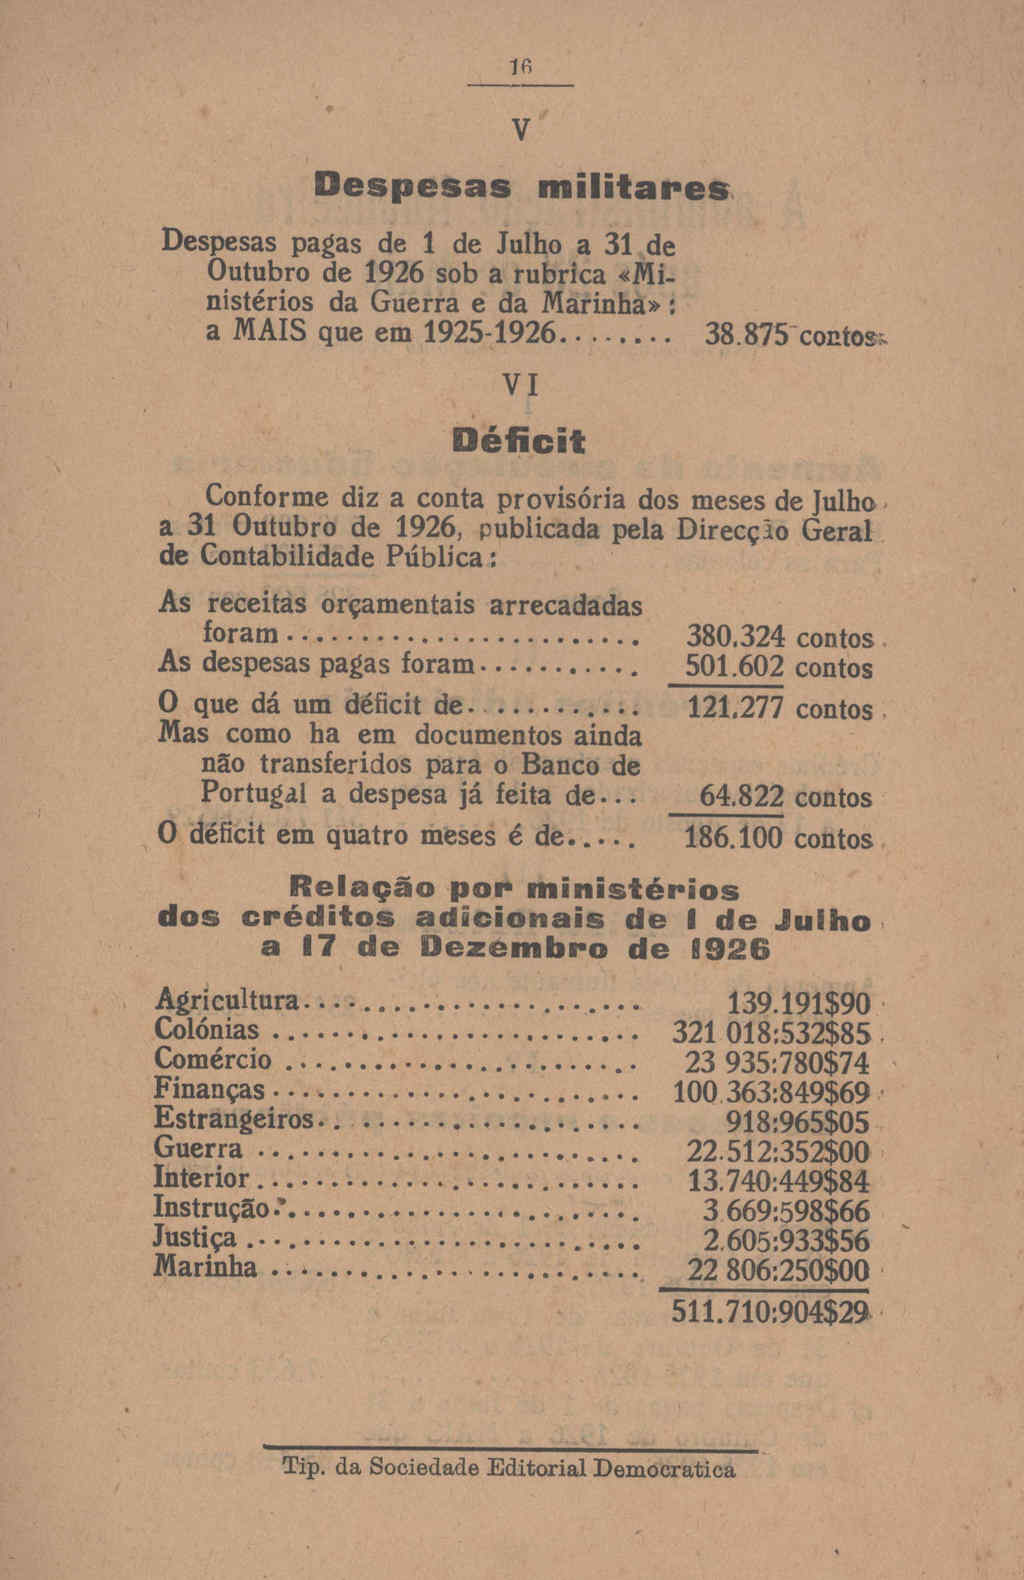 16
V
Despesas militares
Despesas pagas de 1 de Julho a 31 de
Outubro de 1926 sob a rubrica «Mi-
nistérios da Guerra e da Marinha»:
a MAIS que em 1925-1926........ 38.875 contos.
VI
Déficit
Conforme diz a conta provisória dos meses de Julho
a 31 Outubro de 1926, publicada pela Direcção Geral
de Contabilidade Pública:
As receitas orçamentais arrecadadas
foram........................ 380.324 contos
As despesas pagas foram........... 501.602 contos
O que dá um déficit de............ 121.277 contos
Mas como ha em documentos ainda
não transferidos para o Banco de
Portugal a despesa já feita de... 64.822 contos
O déficit em quatro meses é de..... 186.100 contos
Relação por ministérios
dos créditos adicionais de 1 de Julho
a 17 de Dezembro de 1926
Agricultura....................... 139.191$90
Colónias ......................... 321 018:532$85
Comércio ........................ 23 935:780$74
Finanças......................... 100.363:849$69
Estrangeiros...................... 918:965$05
Guerra .......................... 22.512:352$00
Interior.......................... 13.740:449$84
Instrução........................ 3.669:598$66
Justiça .......................... 2.605:933$56
Marinha ......................... 22 806:250$00
511.710:904$29
Tip. da Sociedade Editorial Democratica